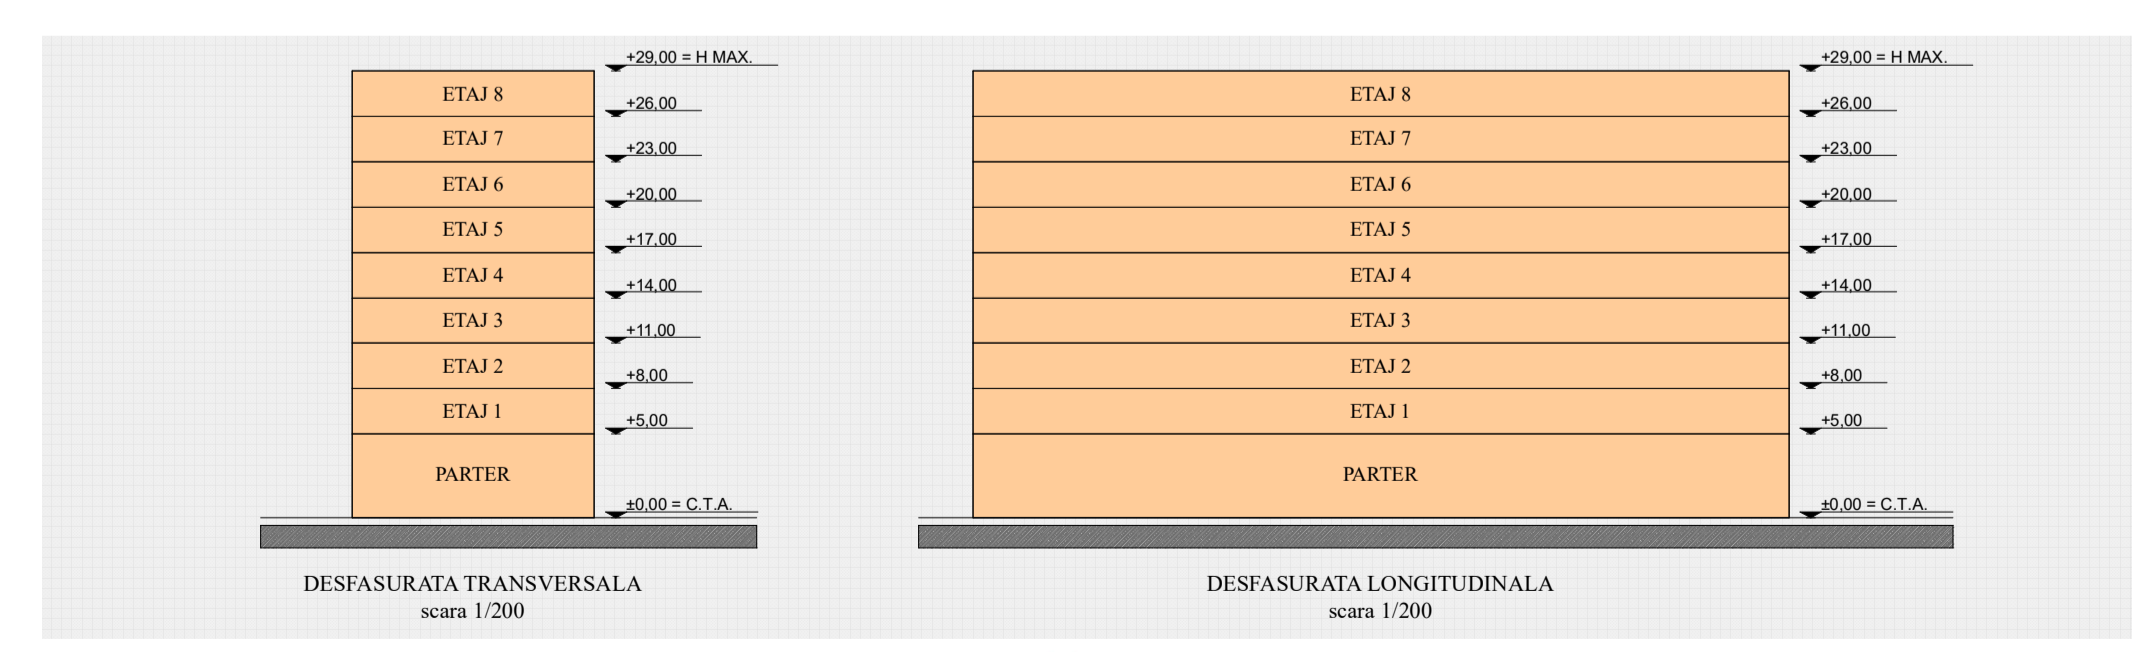 +29,00 = H MAX.
ETAJ 8
+26,00
ETAJ 7
+23,00
ETAJ 6
+20,00
ETAJ 5
+17,00
ETAJ 4
+14,00
ETAJ 3
+11,00
ETAJ 2
+8,00
ETAJ 1
+5,00
PARTER
±0,00 = C.T.A.
DESFASURATA TRANSVERSALA
scara 1/200
+29,00 = H MAX.
ETAJ 8
+26,00
ETAJ 7
+23,00
ETAJ 6
+20,00
ETAJ 5
+17,00
ETAJ 4
+14,00
ETAJ 3
+11,00
ETAJ 2
+8,00
ETAJ 1
+5,00
PARTER
±0,00 = C.T.A.
DESFASURATA LONGITUDINALA
scara 1/200